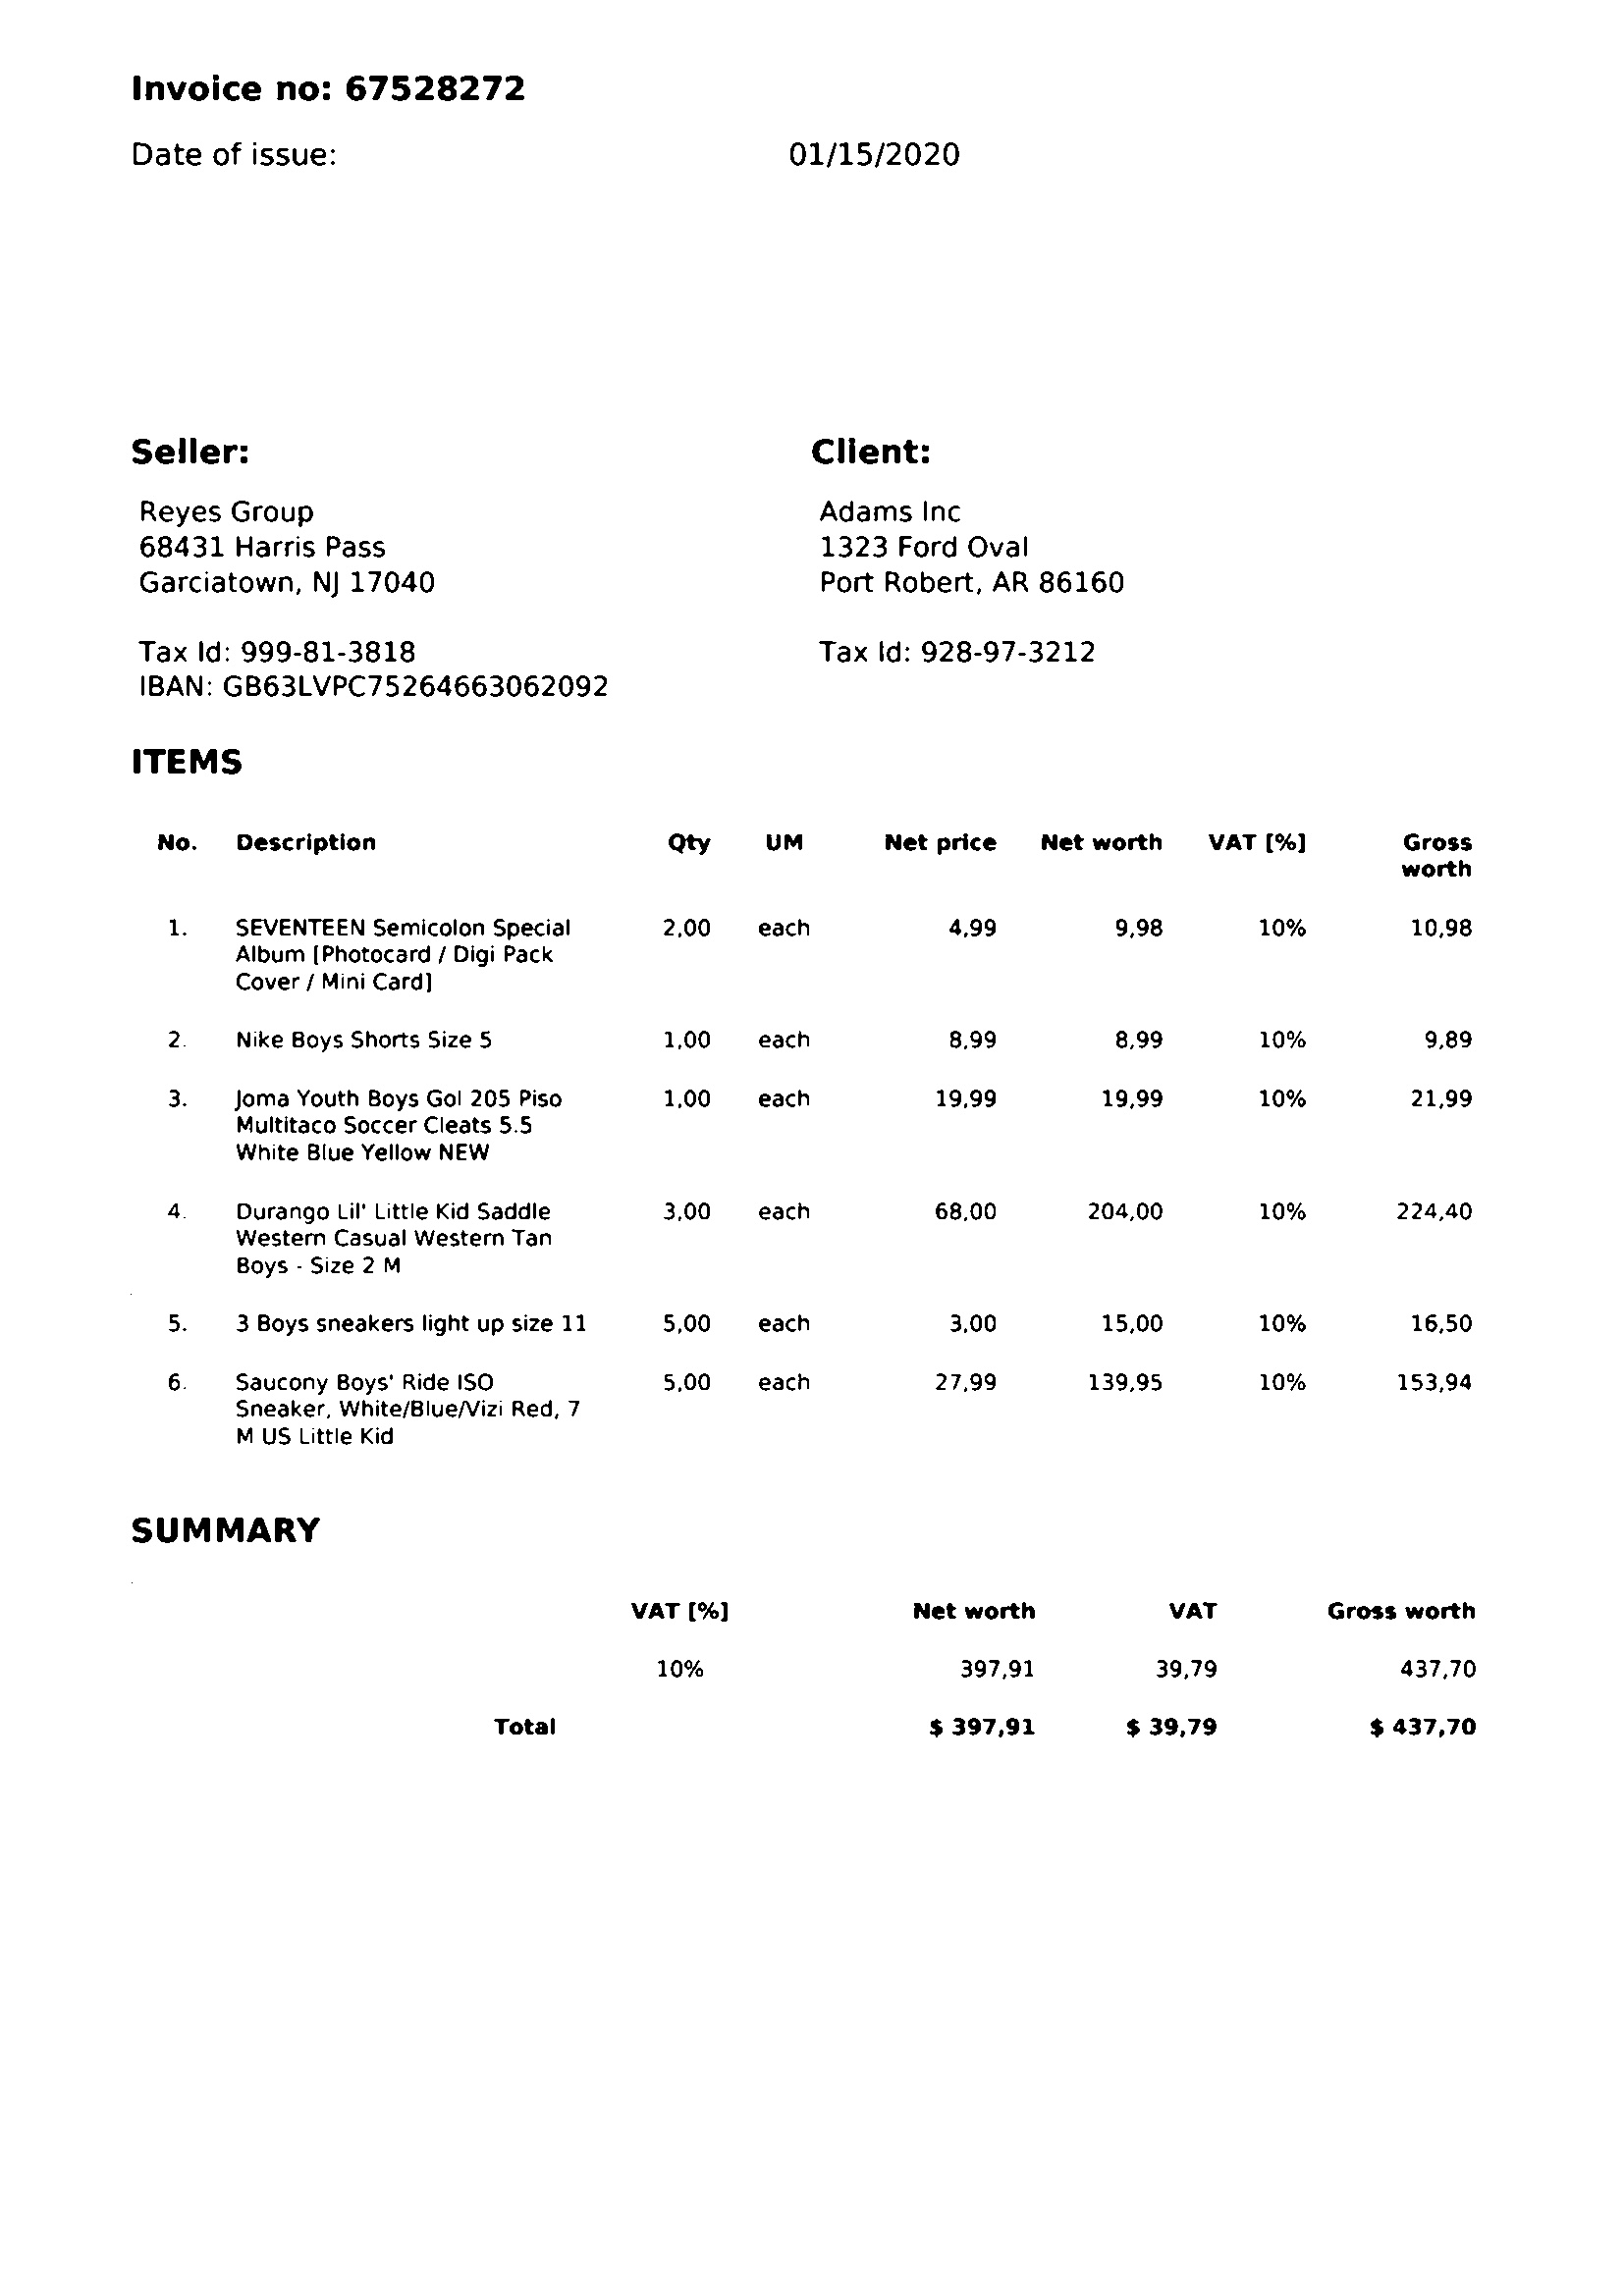 Invoice no: 67528272
Date of issue: 01/15/2020
Seller:
Reyes Group
68431 Harris Pass
Garciatown, NJ 17040
Tax Id: 999-81-3818
IBAN: GB63LVPC75264663062092
Client:
Adams Inc
1323 Ford Oval
Port Robert, AR 86160
Tax Id: 928-97-3212
ITEMS
No. Description Qty UM Net price Net worth VAT [%] Gross
worth
1. SEVENTEEN Semicolon Special 2,00 each 4,99 9,98 10% 10,98
Album [Photocard / Digi Pack
Cover / Mini Card]
2. Nike Boys Shorts Size 5 1,00 each 8,99 8,99 10% 9,89
3. Joma Youth Boys Gol 205 Piso 1,00 each 19,99 19,99 10% 21,99
Multitaco Soccer Cleats 5.5
White Blue Yellow NEW
4. Durango Lil' Little Kid Saddle 3,00 each 68,00 204,00 10% 224,40
Western Casual Western Tan
Boys - Size 2 M
5. 3 Boys sneakers light up size 11 5,00 each 3,00 15,00 10% 16,50
6. Saucony Boys' Ride ISO 5,00 each 27,99 139,95 10% 153,94
Sneaker, White/Blue/Vizi Red, 7
M US Little Kid
SUMMARY
VAT [%] Net worth VAT Gross worth
10% 397,91 39,79 437,70
Total $ 397,91 $ 39,79 $ 437,70